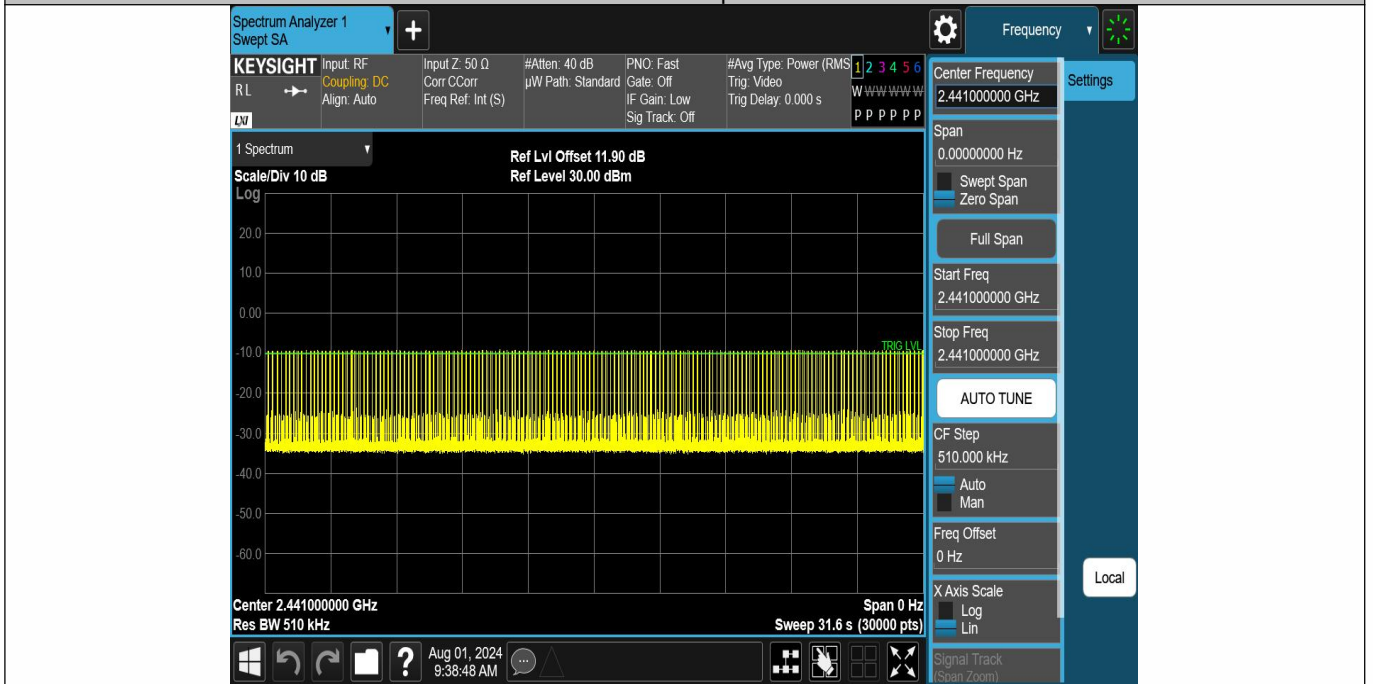 Spectrum Analyzer 1
Swept SA
+
Frequency
KEYSIGHT
RL
LXI
Input: RF
Coupling: DC
Align: Auto
Input Z: 50 Ω
Corr CCorr
Freq Ref: Int (S)
#Atten: 40 dB
µW Path: Standard
PNO: Fast
Gate: Off
IF Gain: Low
Sig Track: Off
#Avg Type: Power (RMS
Trig: Video
Trig Delay: 0.000 s
1 2 3 4 5 6
W W W W W W
P P P P P P
Center Frequency
2.441000000 GHz
Settings
Span
0.00000000 Hz
Swept Span
Zero Span
Full Span
Start Freq
2.441000000 GHz
Stop Freq
2.441000000 GHz
AUTO TUNE
CF Step
510.000 kHz
Auto
Man
Freq Offset
0 Hz
X Axis Scale
Log
Lin
Signal Track
(Span Zoom)
Local
1 Spectrum
Scale/Div 10 dB
Ref Lvl Offset 11.90 dB
Ref Level 30.00 dBm
Log
20.0
10.0
0.00
-10.0
TRIG LVL
-20.0
-30.0
-40.0
-50.0
-60.0
Center 2.441000000 GHz
Span 0 Hz
Res BW 510 kHz
Sweep 31.6 s (30000 pts)
?
Aug 01, 2024
9:38:48 AM